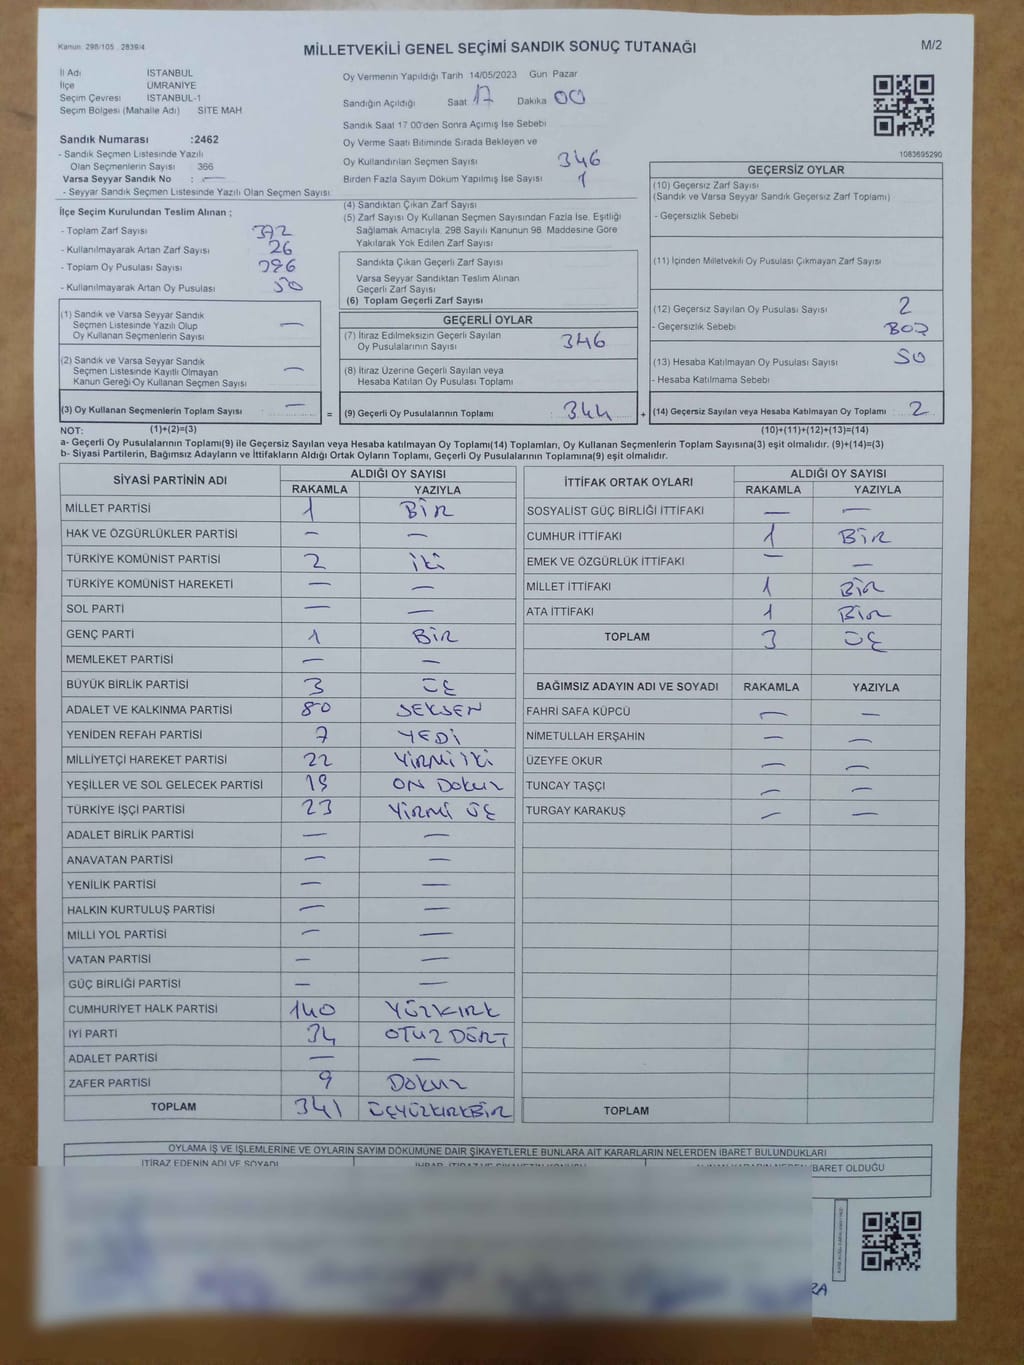 Kanun: 298/105 , 2839/4
MİLLETVEKİLİ GENEL SEÇİMİ SANDIK SONUÇ TUTANAĞI
M/2
İl Adı İSTANBUL
İlçe ÜMRANİYE
Seçim Çevresi İSTANBUL-1
Seçim Bölgesi (Mahalle Adı) SİTE MAH.
Sandık Numarası :2462
- Sandık Seçmen Listesinde Yazılı
Olan Seçmenlerin Sayısı : 366
Varsa Seyyar Sandık No : —
- Seyyar Sandık Seçmen Listesinde Yazılı Olan Seçmen Sayısı:
Oy Vermenin Yapıldığı Tarih 14/05/2023 Gün Pazar
Sandığın Açıldığı Saat 17 Dakika 00
Sandık Saat 17.00'den Sonra Açımış İse Sebebi
Oy Verme Saati Bitiminde Sırada Bekleyen ve
Oy Kullandırılan Seçmen Sayısı 346
Birden Fazla Sayım Döküm Yapılmış İse Sayısı 1
1083695290
İlçe Seçim Kurulundan Teslim Alınan :
- Toplam Zarf Sayısı 372
- Kullanılmayarak Artan Zarf Sayısı 26
- Toplam Oy Pusulası Sayısı 396
- Kullanılmayarak Artan Oy Pusulası 50
(1) Sandık ve Varsa Seyyar Sandık
Seçmen Listesinde Yazılı Olup
Oy Kullanan Seçmenlerin Sayısı —
(2) Sandık ve Varsa Seyyar Sandık
Seçmen Listesinde Kayıtlı Olmayan
Kanun Gereği Oy Kullanan Seçmen Sayısı —
(3) Oy Kullanan Seçmenlerin Toplam Sayısı —
(4) Sandıktan Çıkan Zarf Sayısı
(5) Zarf Sayısı Oy Kullanan Seçmen Sayısından Fazla İse, Eşitliği
Sağlamak Amacıyla, 298 Sayılı Kanunun 98. Maddesine Göre
Yakılarak Yok Edilen Zarf Sayısı
Sandıkta Çıkan Geçerli Zarf Sayısı
Varsa Seyyar Sandıktan Teslim Alınan
Geçerli Zarf Sayısı
(6) Toplam Geçerli Zarf Sayısı
GEÇERLİ OYLAR
(7) İtiraz Edilmeksizin Geçerli Sayılan
Oy Pusulalarının Sayısı 346
(8) İtiraz Üzerine Geçerli Sayılan veya
Hesaba Katılan Oy Pusulası Toplamı
= (9) Geçerli Oy Pusulalarının Toplamı 344 +
GEÇERSİZ OYLAR
(10) Geçersiz Zarf Sayısı
(Sandık ve Varsa Seyyar Sandık Geçersiz Zarf Toplamı)
- Geçersizlik Sebebi
(11) İçinden Milletvekili Oy Pusulası Çıkmayan Zarf Sayısı
(12) Geçersiz Sayılan Oy Pusulası Sayısı 2
- Geçersizlik Sebebi BOŞ
(13) Hesaba Katılmayan Oy Pusulası Sayısı 50
- Hesaba Katılmama Sebebi
(14) Geçersiz Sayılan veya Hesaba Katılmayan Oy Toplamı 2
NOT: (1)+(2)=(3) (10)+(11)+(12)+(13)=(14)
a- Geçerli Oy Pusulalarının Toplamı(9) ile Geçersiz Sayılan veya Hesaba katılmayan Oy Toplamı(14) Toplamları, Oy Kullanan Seçmenlerin Toplam Sayısına(3) eşit olmalıdır. (9)+(14)=(3)
b- Siyasi Partilerin, Bağımsız Adayların ve İttifakların Aldığı Ortak Oyların Toplamı, Geçerli Oy Pusulalarının Toplamına(9) eşit olmalıdır.
SİYASİ PARTİNİN ADI ALDIĞI OY SAYISI
RAKAMLA YAZIYLA
MİLLET PARTİSİ 1 BİR
HAK VE ÖZGÜRLÜKLER PARTİSİ — —
TÜRKİYE KOMÜNİST PARTİSİ 2 İKİ
TÜRKİYE KOMÜNİST HAREKETİ — —
SOL PARTİ — —
GENÇ PARTİ 1 BİR
MEMLEKET PARTİSİ — —
BÜYÜK BİRLİK PARTİSİ 3 ÜÇ
ADALET VE KALKINMA PARTİSİ 80 SEKSEN
YENİDEN REFAH PARTİSİ 7 YEDİ
MİLLİYETÇİ HAREKET PARTİSİ 22 YİRMİ İKİ
YEŞİLLER VE SOL GELECEK PARTİSİ 19 ON DOKUZ
TÜRKİYE İŞÇİ PARTİSİ 23 YİRMİ ÜÇ
ADALET BİRLİK PARTİSİ — —
ANAVATAN PARTİSİ — —
YENİLİK PARTİSİ — —
HALKIN KURTULUŞ PARTİSİ — —
MİLLİ YOL PARTİSİ — —
VATAN PARTİSİ — —
GÜÇ BİRLİĞİ PARTİSİ — —
CUMHURİYET HALK PARTİSİ 140 YÜZKIRK
İYİ PARTİ 34 OTUZ DÖRT
ADALET PARTİSİ — —
ZAFER PARTİSİ 9 DOKUZ
TOPLAM 341 ÜÇYÜZKIRKBİR
İTTİFAK ORTAK OYLARI ALDIĞI OY SAYISI
RAKAMLA YAZIYLA
SOSYALİST GÜÇ BİRLİĞİ İTTİFAKI — —
CUMHUR İTTİFAKI 1 BİR
EMEK VE ÖZGÜRLÜK İTTİFAKI — —
MİLLET İTTİFAKI 1 BİR
ATA İTTİFAKI 1 BİR
TOPLAM 3 ÜÇ
BAĞIMSIZ ADAYIN ADI VE SOYADI RAKAMLA YAZIYLA
FAHRİ SAFA KÜPCÜ — —
NİMETULLAH ERŞAHİN — —
ÜZEYFE OKUR — —
TUNCAY TAŞÇI — —
TURGAY KARAKUŞ — —
TOPLAM
OYLAMA İŞ VE İŞLEMLERİNE VE OYLARIN SAYIM DÖKÜMÜNE DAİR ŞİKAYETLERLE BUNLARA AİT KARARLARIN NELERDEN İBARET BULUNDUKLARI
İTİRAZ EDENİN ADI VE SOYADI
İBARET OLDUĞU